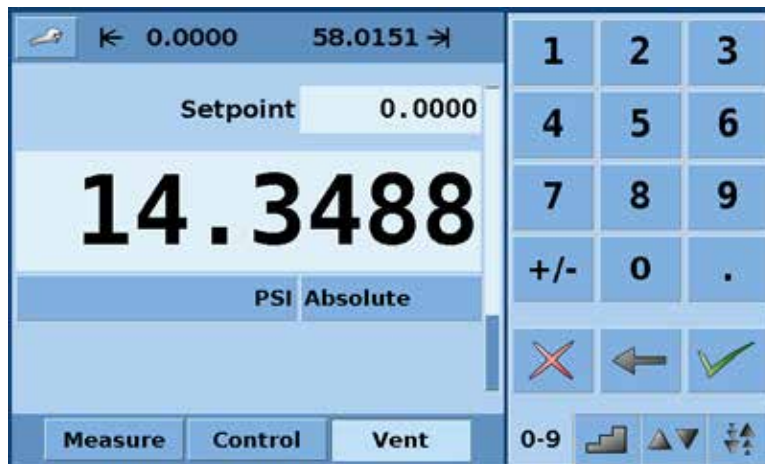 0.0000 58.0151
Setpoint 0.0000
14.3488
PSI Absolute
Measure Control Vent
1 2 3
4 5 6
7 8 9
+/- 0 .
0-9